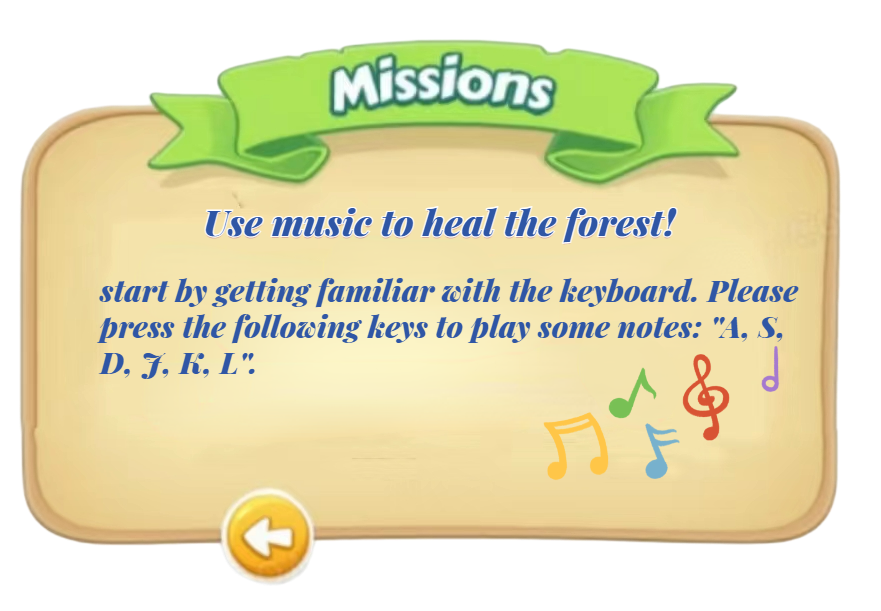 Missions
Use music to heal the forest!
start by getting familiar with the keyboard. Please
press the following keys to play some notes: "A, S,
D, J, K, L".